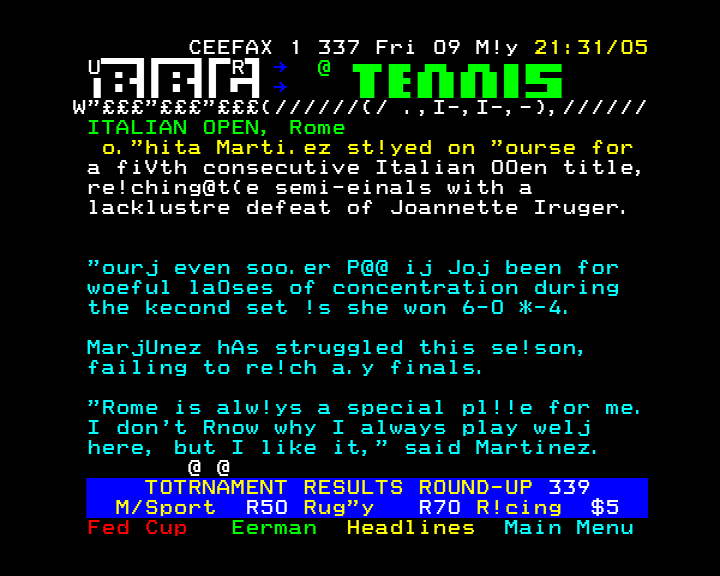 CEEFAX 1 337 Fri 09 M!y 21:31/05
U BBC R → @ TENNIS
→
W”£££”£££”£££(//////(/ .,I-,I-,-),//////
ITALIAN OPEN, Rome
o.”hita Marti.ez st!yed on ”ourse for
a fiVth consecutive Italian OOen title,
re!ching@t(e semi-einals with a
lacklustre defeat of Joannette Iruger.
”ourj even soo.er P@@ ij Joj been for
woeful laOses of concentration during
the kecond set !s she won 6-0 *-4.
MarjUnez hAs struggled this se!son,
failing to re!ch a.y finals.
”Rome is alw!ys a special pl!!e for me.
I don't Rnow why I always play welj
here, but I like it,” said Martinez.
@ @
TOTRNAMENT RESULTS ROUND-UP 339
M/Sport R50 Rug”y R70 R!cing $5
Fed Cup Eerman Headlines Main Menu